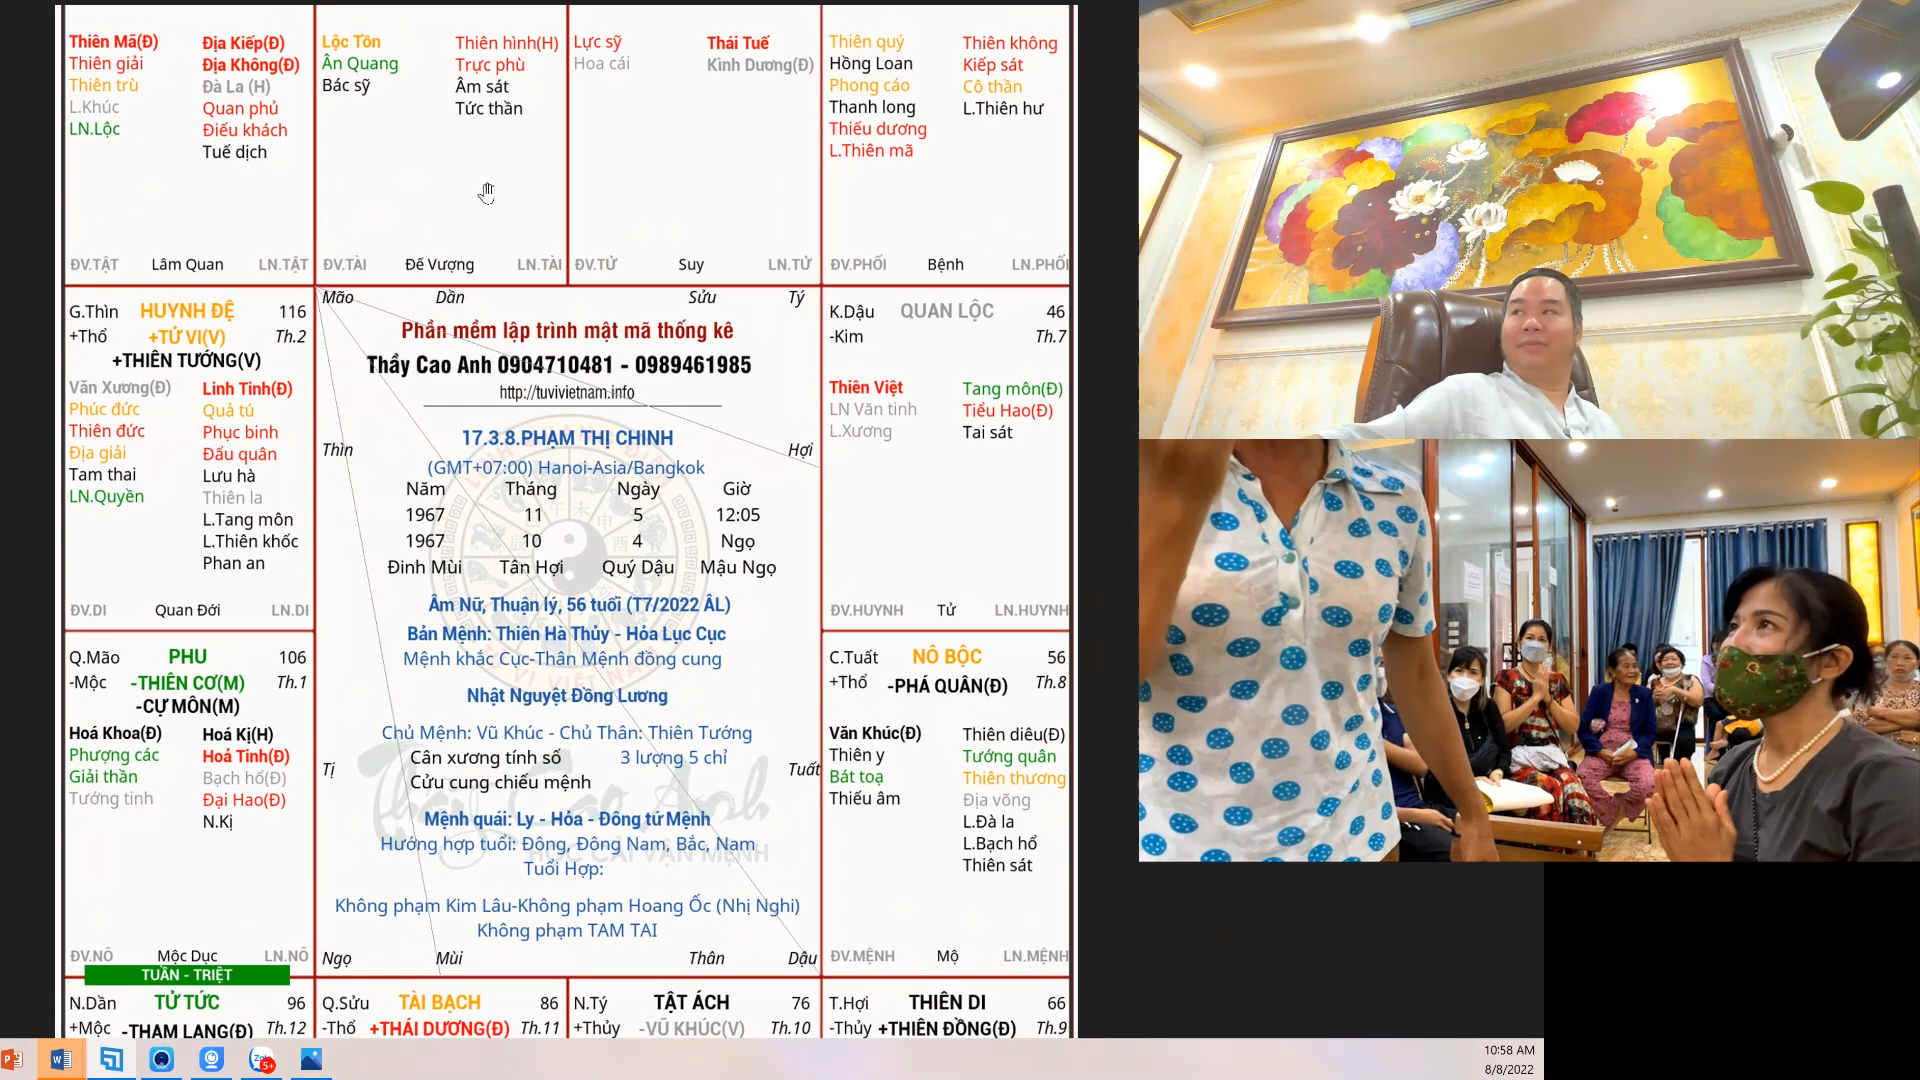 Thiên Mã(Đ)
Thiên giải
Thiên trù
L.Khúc
LN.Lộc
Địa Kiếp(Đ)
Địa Không(Đ)
Đà La (H)
Quan phủ
Điếu khách
Tuế dịch
ĐV.TẬT Lâm Quan LN.TẬT
Lộc Tồn
Ân Quang
Bác sỹ
Thiên hình(H)
Trực phù
Âm sát
Tức thần
ĐV.TÀI Đế Vượng LN.TÀI
Lực sỹ
Hoa cái
Thái Tuế
Kình Dương(Đ)
ĐV.TỬ Suy LN.TỬ
Thiên quý
Hồng Loan
Phong cáo
Thanh long
Thiếu dương
L.Thiên mã
Thiên không
Kiếp sát
Cô thần
L.Thiên hư
ĐV.PHỐI Bệnh LN.PHỐI
G.Thìn HUYNH ĐỆ 116
+Thổ +TỬ VI(V) Th.2
+THIÊN TƯỚNG(V)
Văn Xương(Đ)
Phúc đức
Thiên đức
Địa giải
Tam thai
LN.Quyền
Linh Tinh(Đ)
Quả tú
Phục binh
Đẩu quân
Lưu hà
Thiên la
L.Tang môn
L.Thiên khốc
Phan an
ĐV.DI Quan Đới LN.DI
Mão Dần Sửu Tý
Phần mềm lập trình mật mã thống kê
Thầy Cao Anh 0904710481 - 0989461985
http://tuvivietnam.info
17.3.8.PHẠM THỊ CHINH
Thìn Hợi
(GMT+07:00) Hanoi-Asia/Bangkok
Năm Tháng Ngày Giờ
1967 11 5 12:05
1967 10 4 Ngọ
Đinh Mùi Tân Hợi Quý Dậu Mậu Ngọ
Âm Nữ, Thuận lý, 56 tuổi (T7/2022 ÂL)
Bản Mệnh: Thiên Hà Thủy - Hỏa Lục Cục
Mệnh khắc Cục-Thân Mệnh đồng cung
Nhật Nguyệt Đồng Lương
Chủ Mệnh: Vũ Khúc - Chủ Thân: Thiên Tướng
Cân xương tính số 3 lượng 5 chỉ
Tị Tuất
Cửu cung chiếu mệnh
Thầy Cao Anh
Mệnh quái: Ly - Hỏa - Đông tứ Mệnh
Hướng hợp tuổi: Đông, Đông Nam, Bắc, Nam
HỌC CẢI VẬN MỆNH
Tuổi Hợp:
Không phạm Kim Lâu-Không phạm Hoang Ốc (Nhị Nghi)
Không phạm TAM TAI
Ngọ Mùi Thân Dậu
K.Dậu QUAN LỘC 46
-Kim Th.7
Thiên Việt
LN Văn tinh
L.Xương
Tang môn(Đ)
Tiểu Hao(Đ)
Tai sát
ĐV.HUYNH Tử LN.HUYNH
Q.Mão PHU 106
-Mộc -THIÊN CƠ(M) Th.1
-CỰ MÔN(M)
Hoá Khoa(Đ)
Phượng các
Giải thần
Tướng tinh
Hoá Kị(H)
Hoả Tinh(Đ)
Bạch hổ(Đ)
Đại Hao(Đ)
N.Kị
ĐV.NÔ Mộc Dục LN.NÔ
C.Tuất NÔ BỘC 56
+Thổ -PHÁ QUÂN(Đ) Th.8
Văn Khúc(Đ)
Thiên y
Bát toạ
Thiếu âm
Thiên diêu(Đ)
Tướng quân
Thiên thương
Địa võng
L.Đà la
L.Bạch hổ
Thiên sát
ĐV.MỆNH Mộ LN.MỆNH
TUẦN - TRIỆT
N.Dần TỬ TỨC 96
+Mộc -THAM LANG(Đ) Th.12
Q.Sửu TÀI BẠCH 86
-Thổ +THÁI DƯƠNG(Đ) Th.11
N.Tý TẬT ÁCH 76
+Thủy -VŨ KHÚC(V) Th.10
T.Hợi THIÊN DI 66
-Thủy +THIÊN ĐỒNG(Đ) Th.9
10:58 AM
8/8/2022